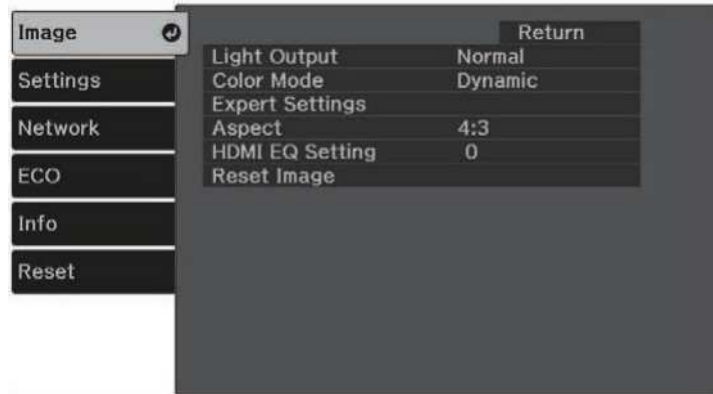 Image
Settings
Network
ECO
Info
Reset
Return
Light Output Normal
Color Mode Dynamic
Expert Settings
Aspect 4:3
HDMI EQ Setting 0
Reset Image